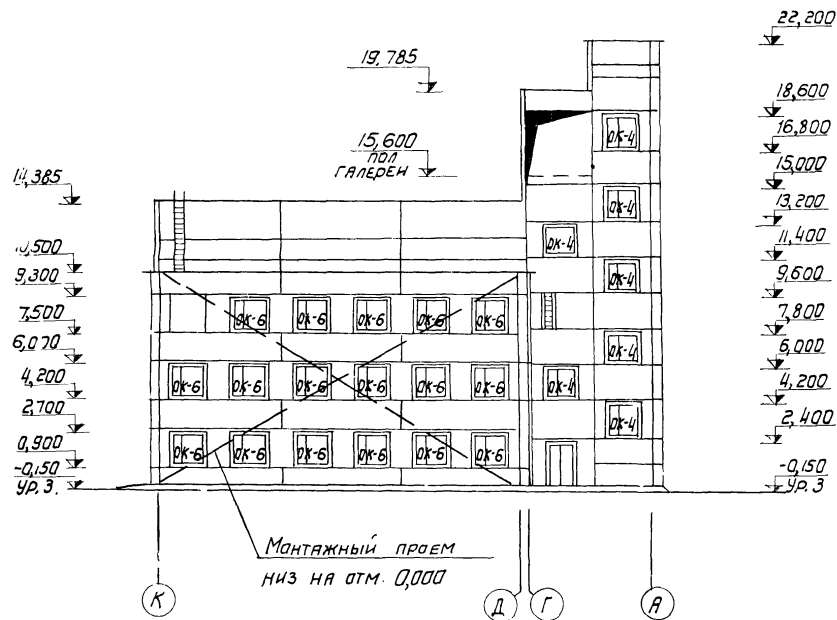 22,200
19,785
18,600
16,800
15,600
ПОЛ
ГАЛЕРЕИ
15,000
14,385
13,200
11,400
9,600
7,800
6,000
4,200
2,400
-0,150
УР. З
9,300
7,500
4,200
2,700
0,900
-0,150
УР. З.
ОК-4
ОК-4
ОК-4
ОК-4
ОК-4
ОК-4
ОК-6 ОК-6 ОК-6 ОК-6 ОК-6
ОК-6 ОК-6 ОК-6 ОК-6 ОК-6 ОК-6 ОК-4
ОК-6 ОК-6 ОК-6 ОК-6 ОК-6 ОК-6
Монтажный проем
низ на отм. 0,000
К Д Г А